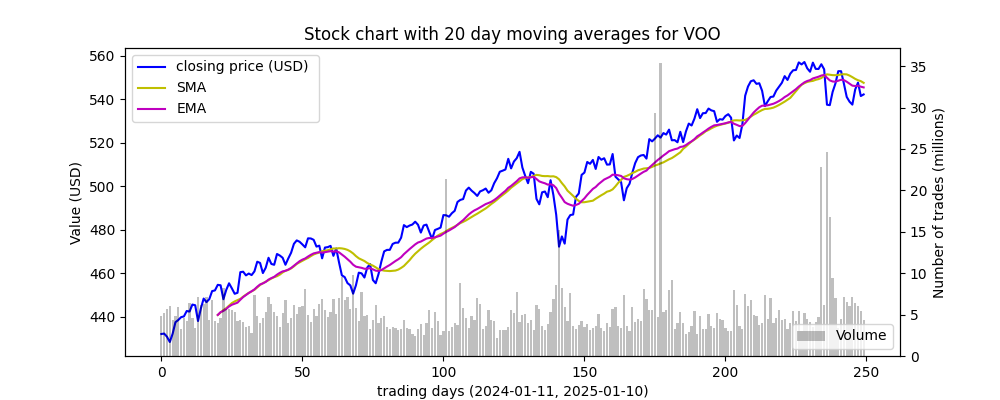 Stock chart with 20 day moving averages for VOO
closing price (USD)
SMA
EMA
Value (USD)
560
540
520
500
480
460
440
Number of trades (millions)
35
30
25
20
15
10
5
0
Volume
0 50 100 150 200 250
trading days (2024-01-11, 2025-01-10)